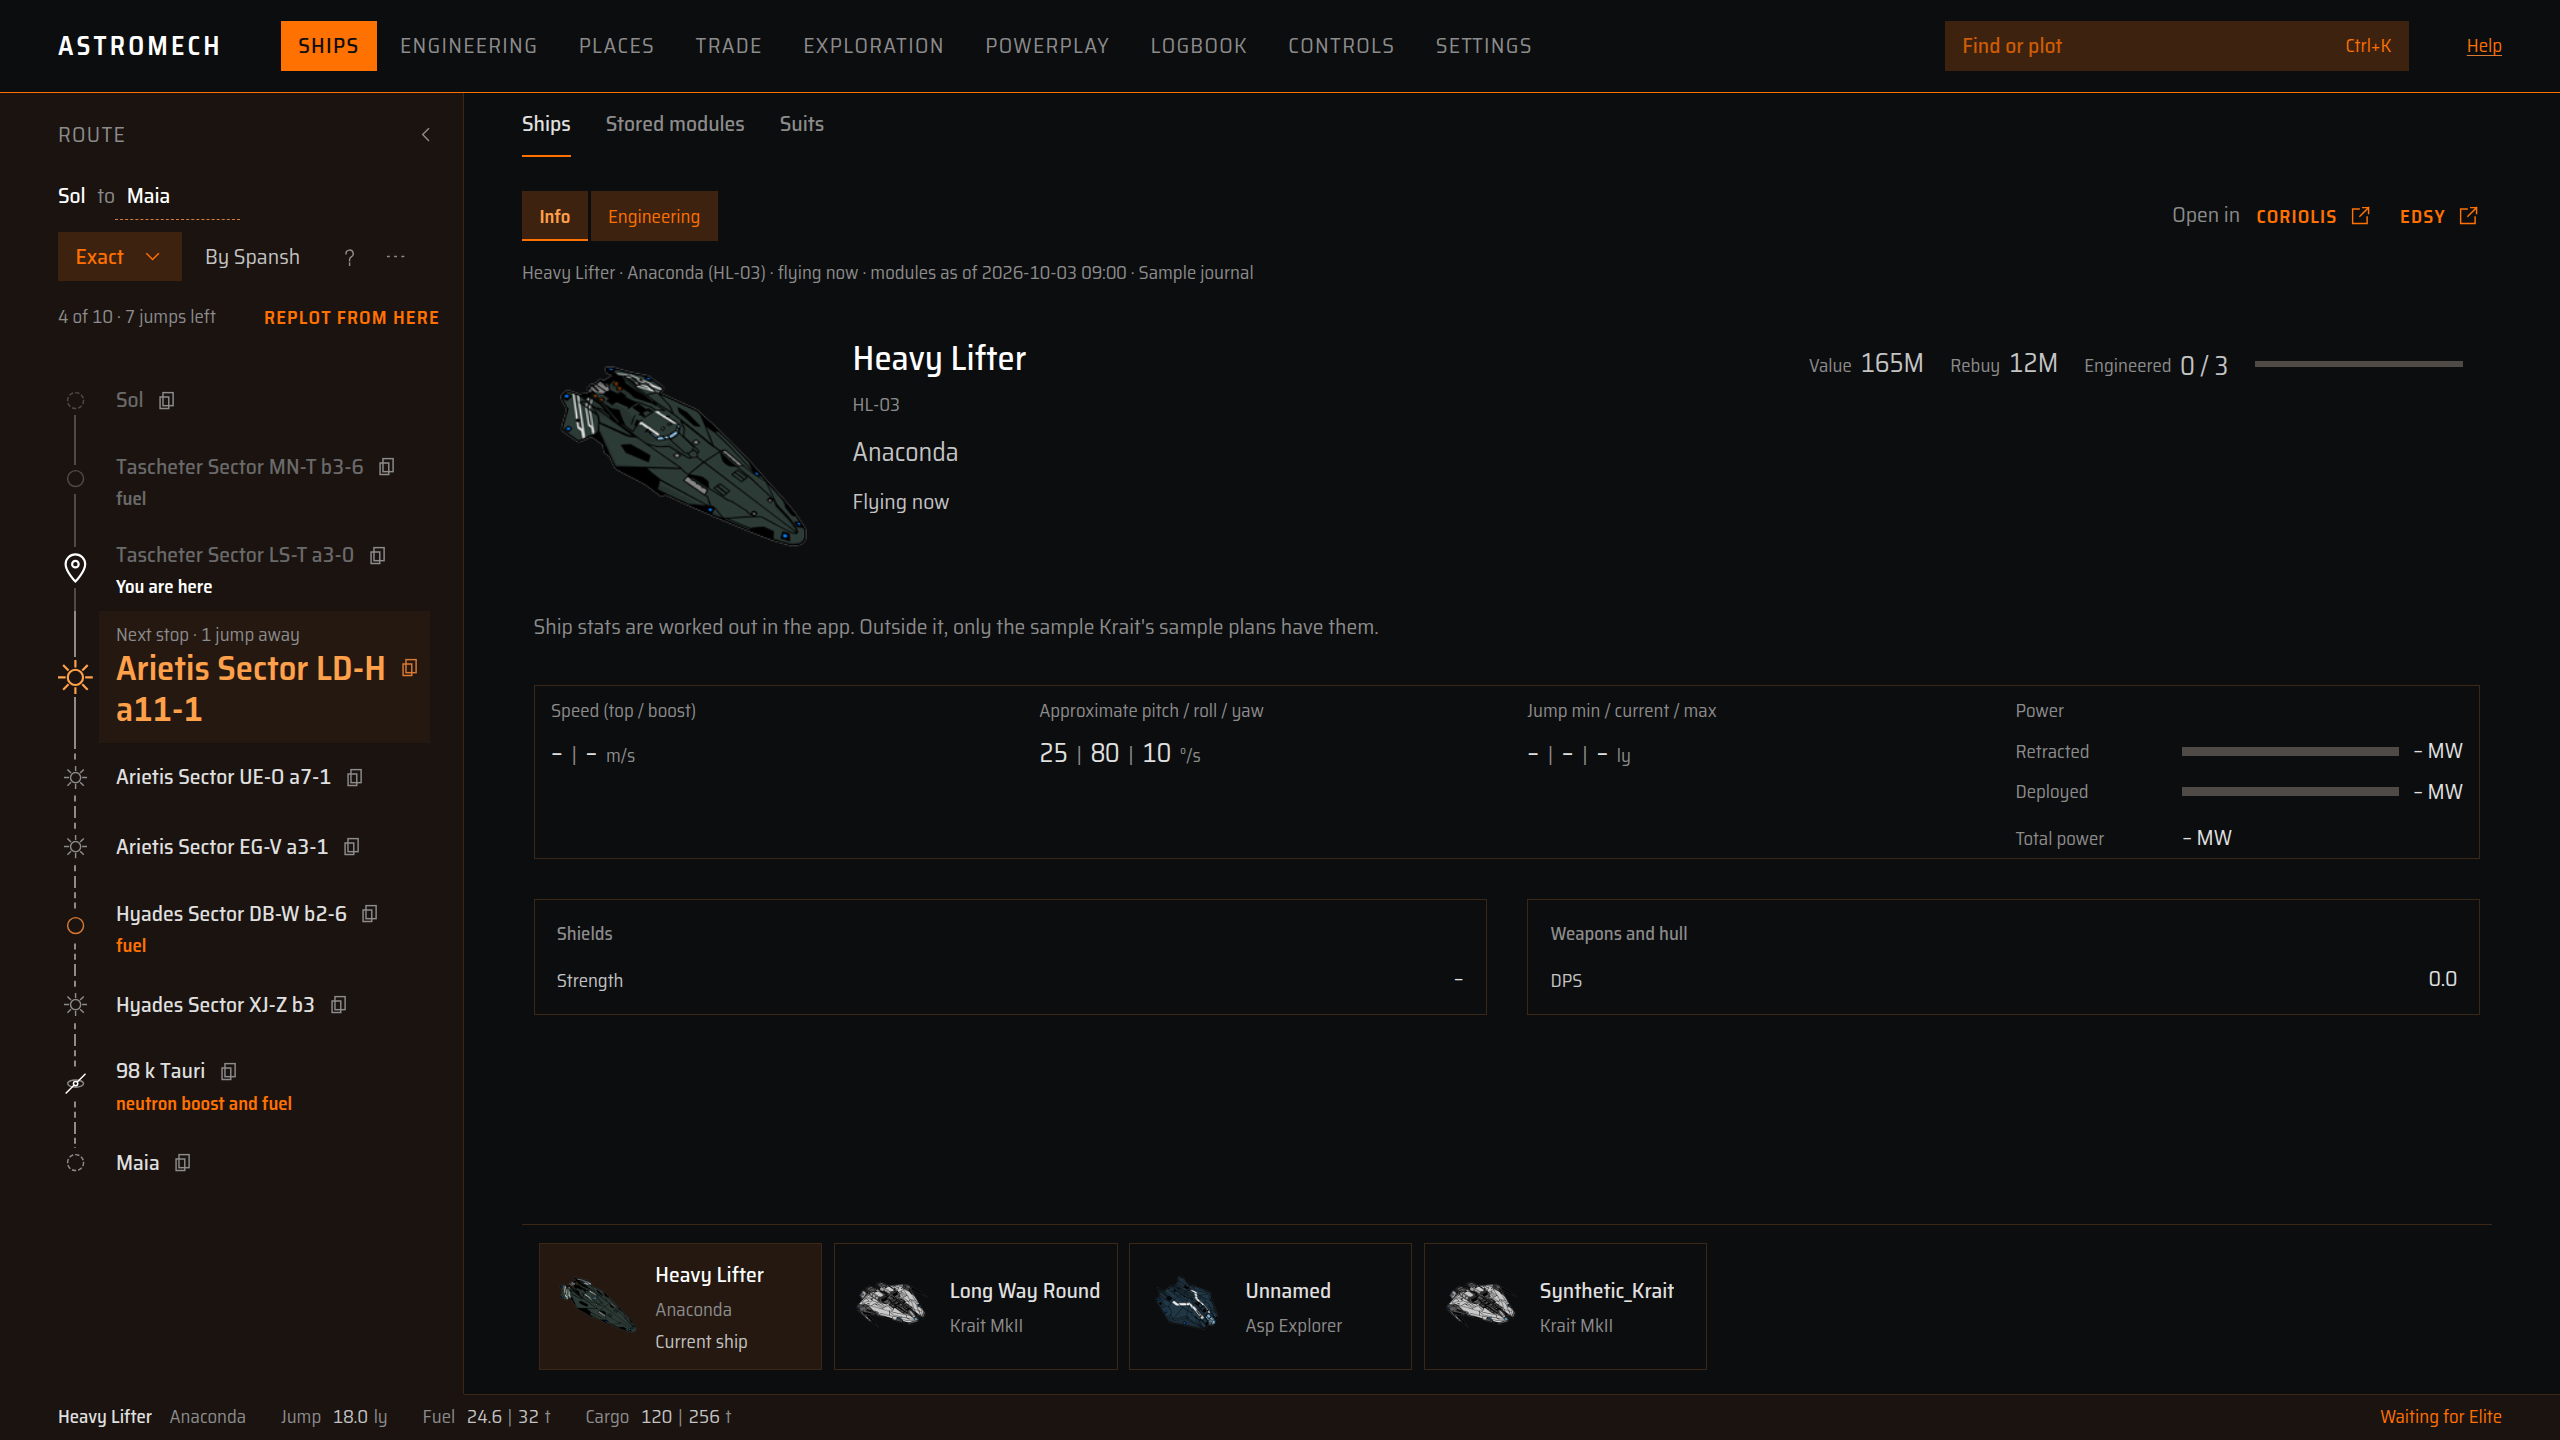 ASTROMECH
SHIPS
ENGINEERING
PLACES
TRADE
EXPLORATION
POWERPLAY
LOGBOOK
CONTROLS
SETTINGS
Find or plot
Ctrl+K
Help
ROUTE
Sol to Maia
Exact
By Spansh
?
4 of 10 · 7 jumps left
REPLOT FROM HERE
Sol
Tascheter Sector MN-T b3-6
fuel
Tascheter Sector LS-T a3-0
You are here
Next stop · 1 jump away
Arietis Sector LD-H
a11-1
Arietis Sector UE-O a7-1
Arietis Sector EG-V a3-1
Hyades Sector DB-W b2-6
fuel
Hyades Sector XJ-Z b3
98 k Tauri
neutron boost and fuel
Maia
Ships
Stored modules
Suits
Info
Engineering
Open in
CORIOLIS
EDSY
Heavy Lifter · Anaconda (HL-03) · flying now · modules as of 2026-10-03 09:00 · Sample journal
Heavy Lifter
HL-03
Anaconda
Flying now
Value 165M
Rebuy 12M
Engineered 0 / 3
Ship stats are worked out in the app. Outside it, only the sample Krait's sample plans have them.
Speed (top / boost)
– | – m/s
Approximate pitch / roll / yaw
25 | 80 | 10 °/s
Jump min / current / max
– | – | – ly
Power
Retracted – MW
Deployed – MW
Total power – MW
Shields
Strength –
Weapons and hull
DPS 0.0
Heavy Lifter
Anaconda
Current ship
Long Way Round
Krait MkII
Unnamed
Asp Explorer
Synthetic_Krait
Krait MkII
Heavy Lifter Anaconda
Jump 18.0 ly
Fuel 24.6 | 32 t
Cargo 120 | 256 t
Waiting for Elite